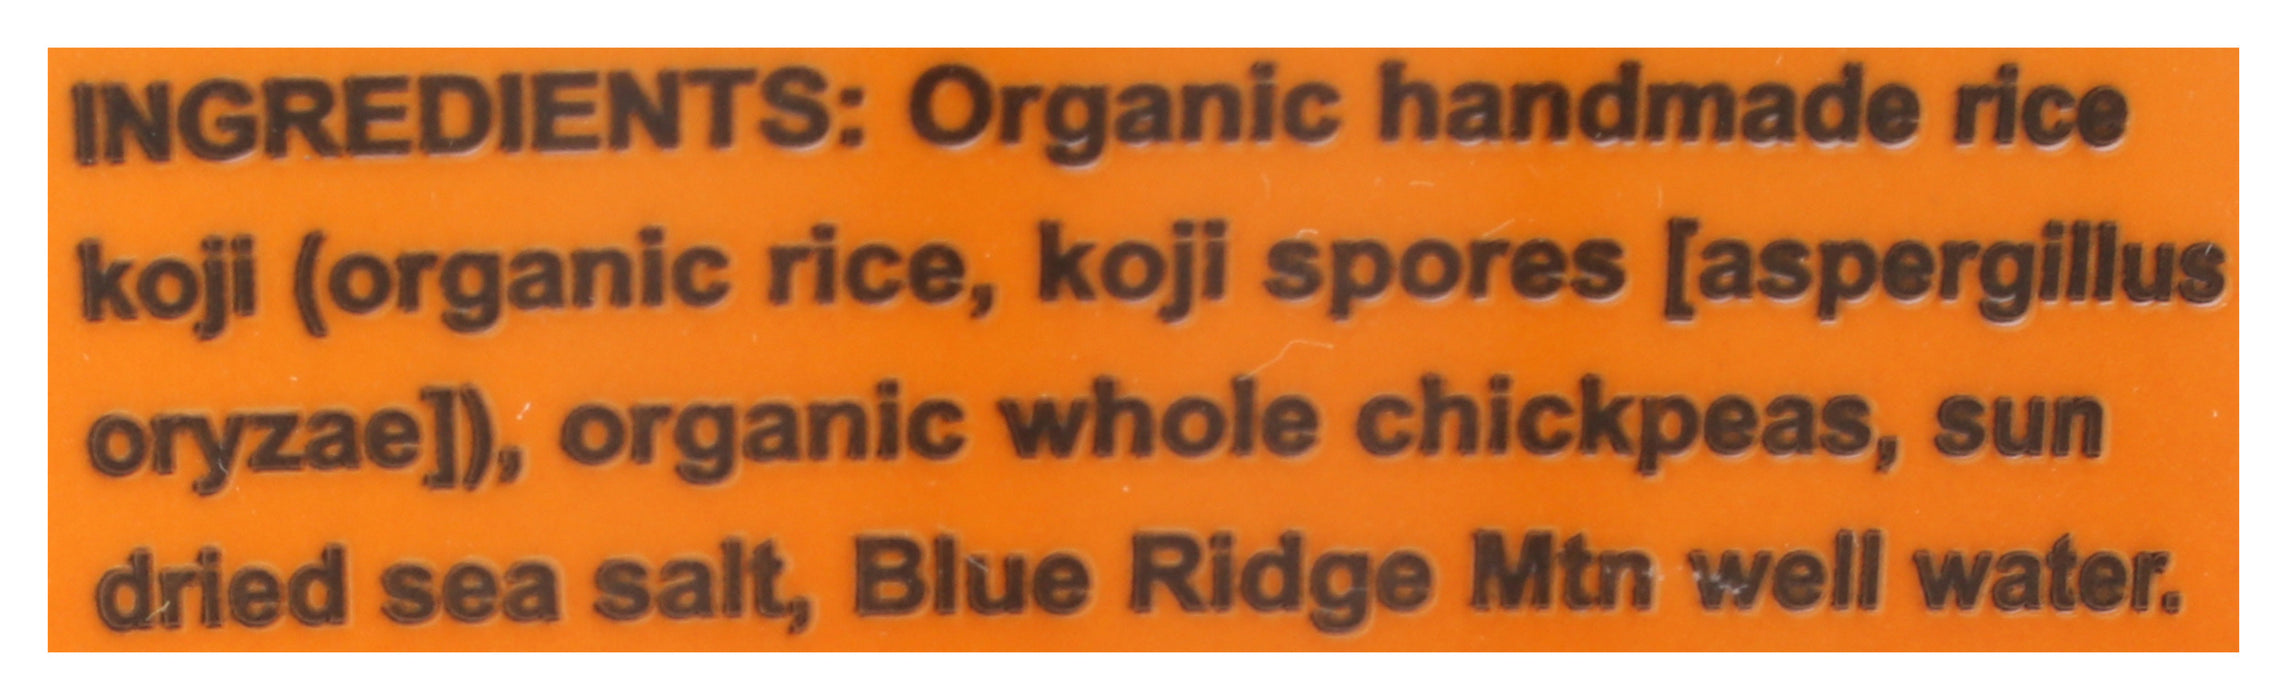 INGREDIENTS: Organic handmade rice
koji (organic rice, koji spores [aspergillus
oryzae]), organic whole chickpeas, sun
dried sea salt, Blue Ridge Mtn well water.